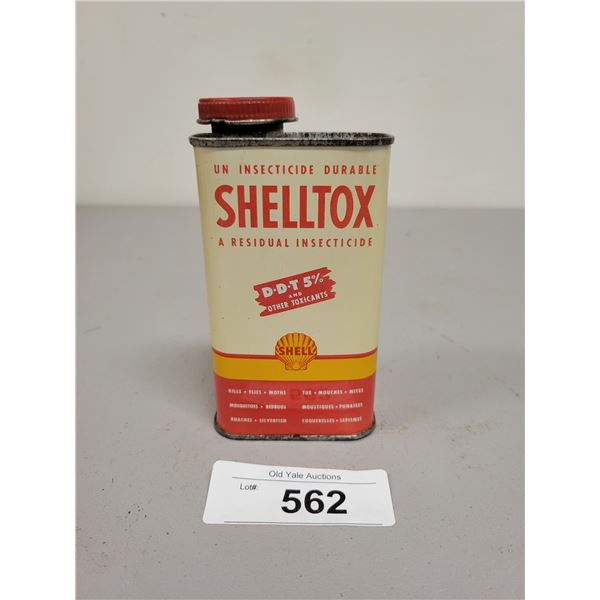 UN INSECTICIDE DURABLE
SHELLTOX
A RESIDUAL INSECTICIDE
D·D·T 5%
AND
OTHER TOXICANTS
SHELL
KILLS • FLIES • MOTHS
MOSQUITOES • BEDBUGS
ROACHES • SILVERFISH
TUE • MOUCHES • MITES
MOUSTIQUES • PUNAISES
COQUERELLES • LEPISMES
Old Yale Auctions
Lot#: 562